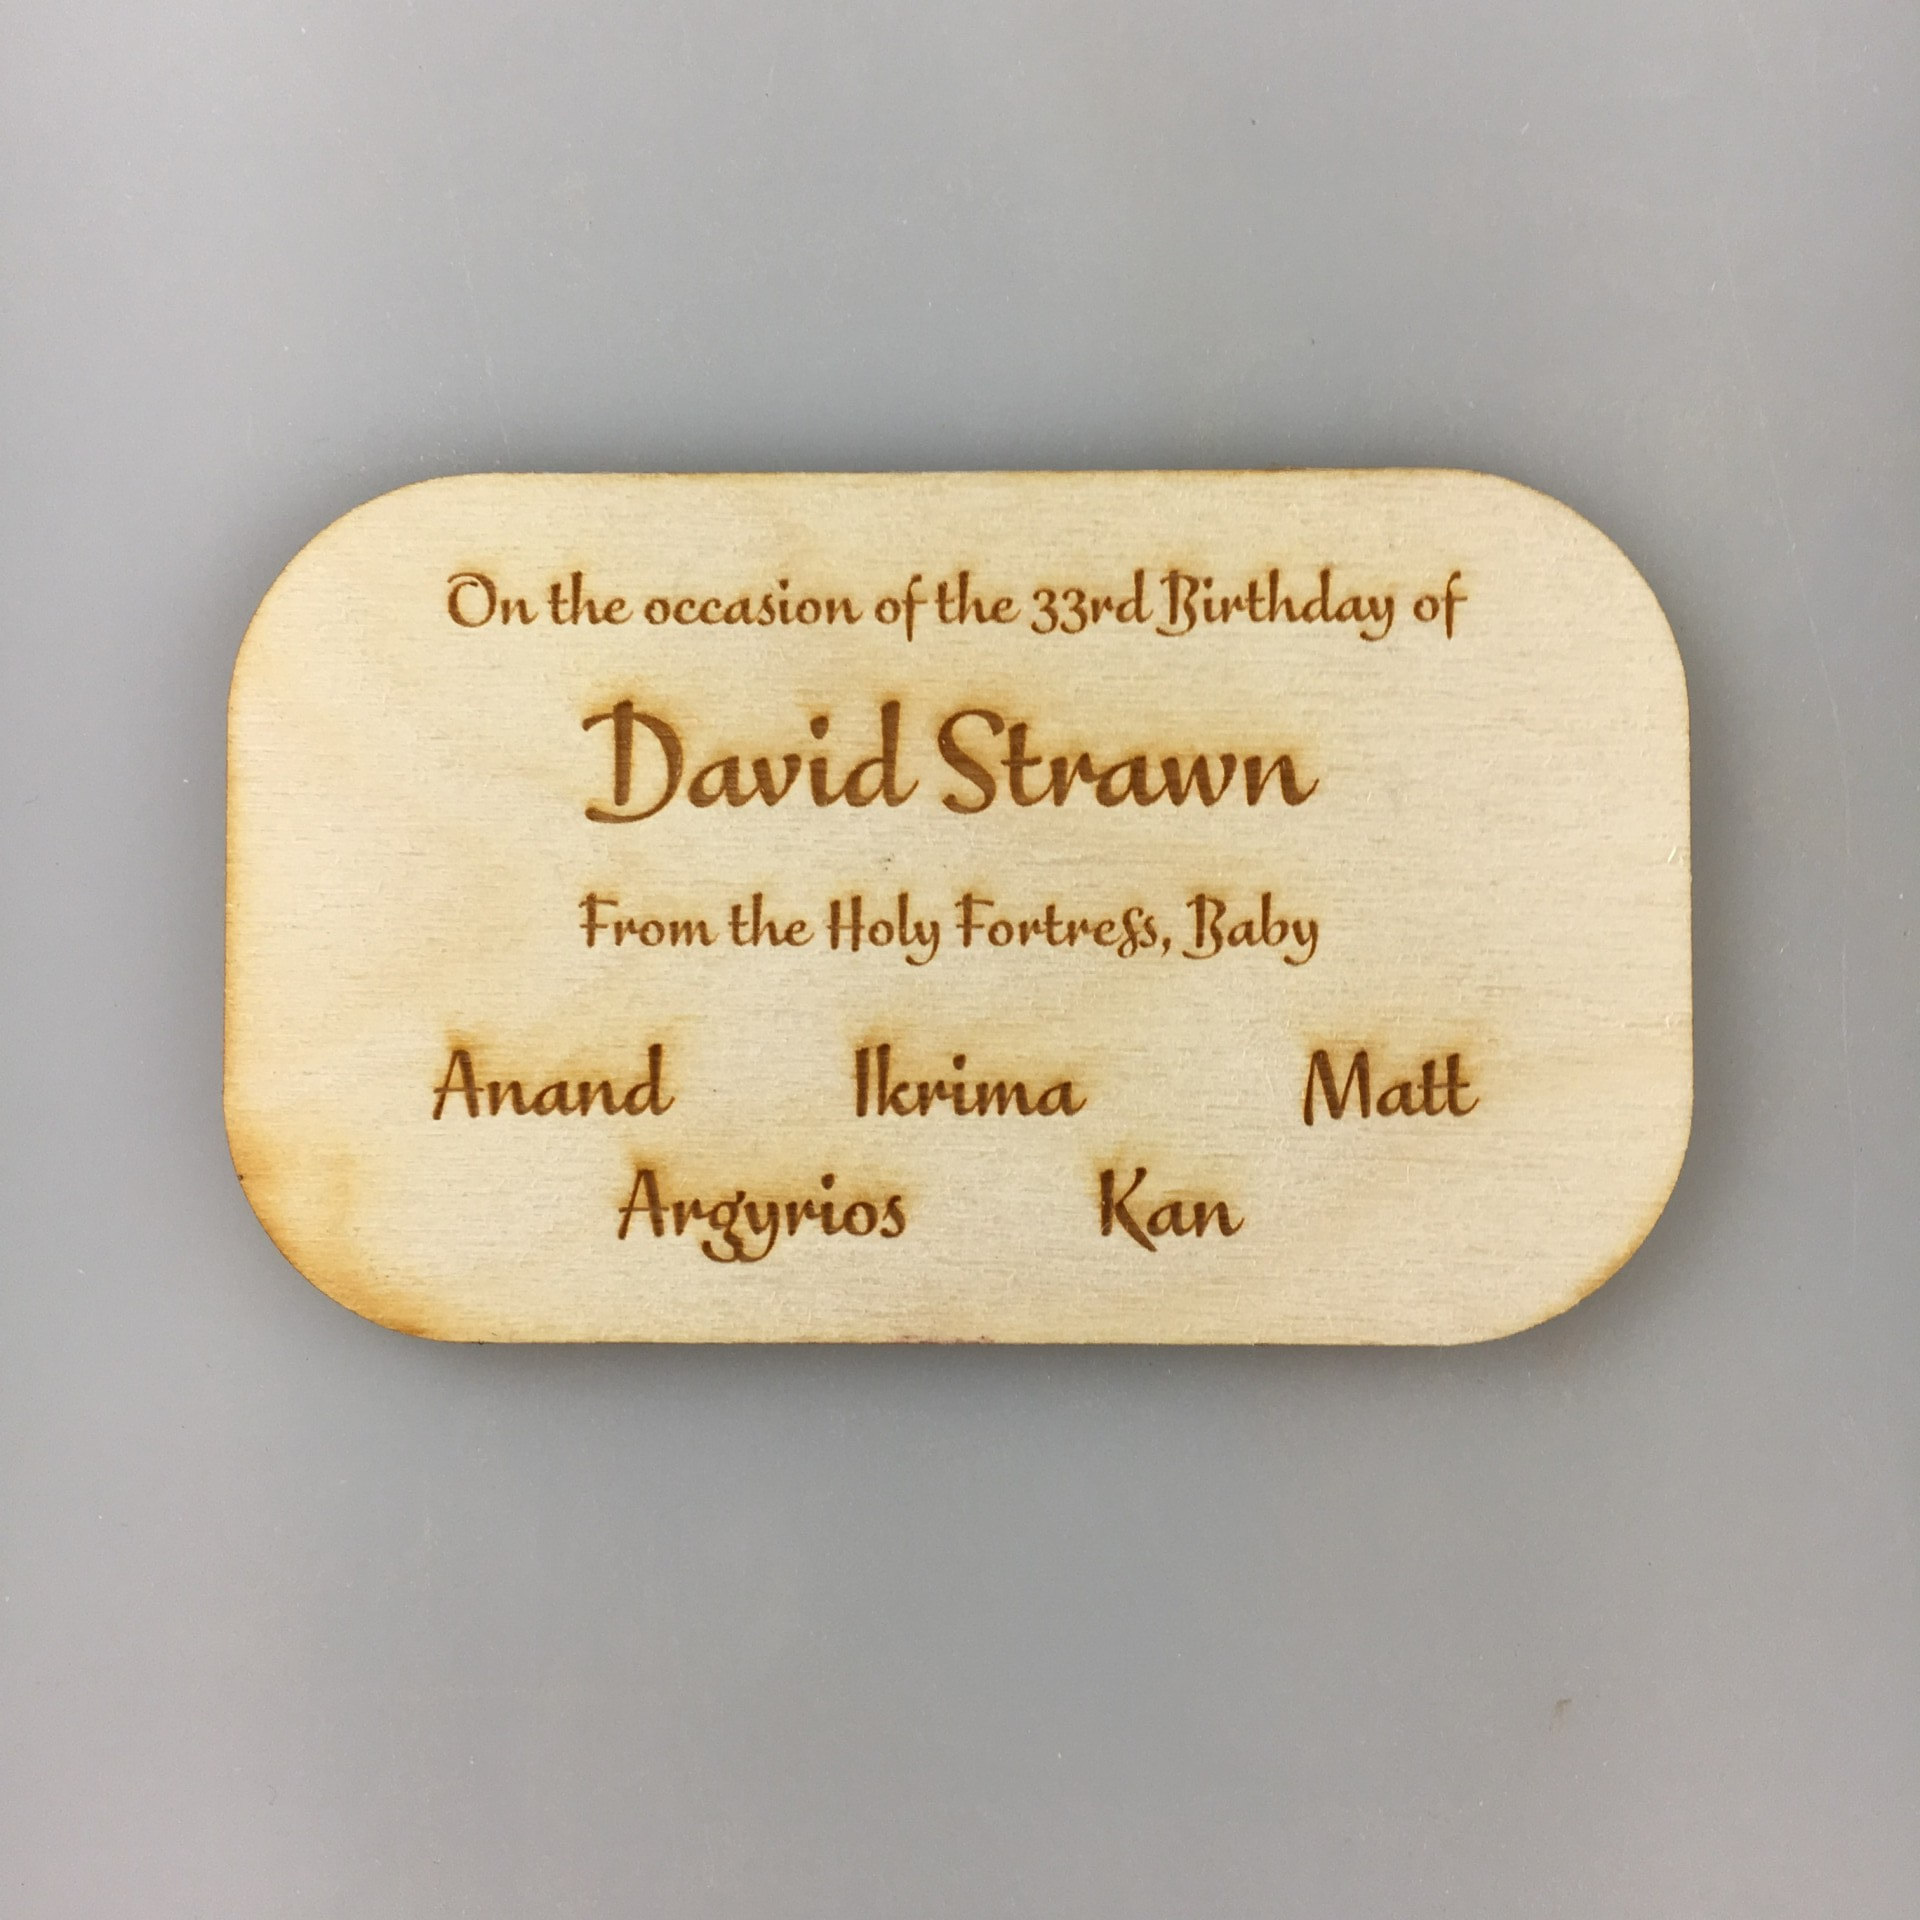 On the occasion of the 33rd Birthday of
David Strawn
From the Holy Fortress, Baby
Anand Ikrima Matt
Argyrios Kan